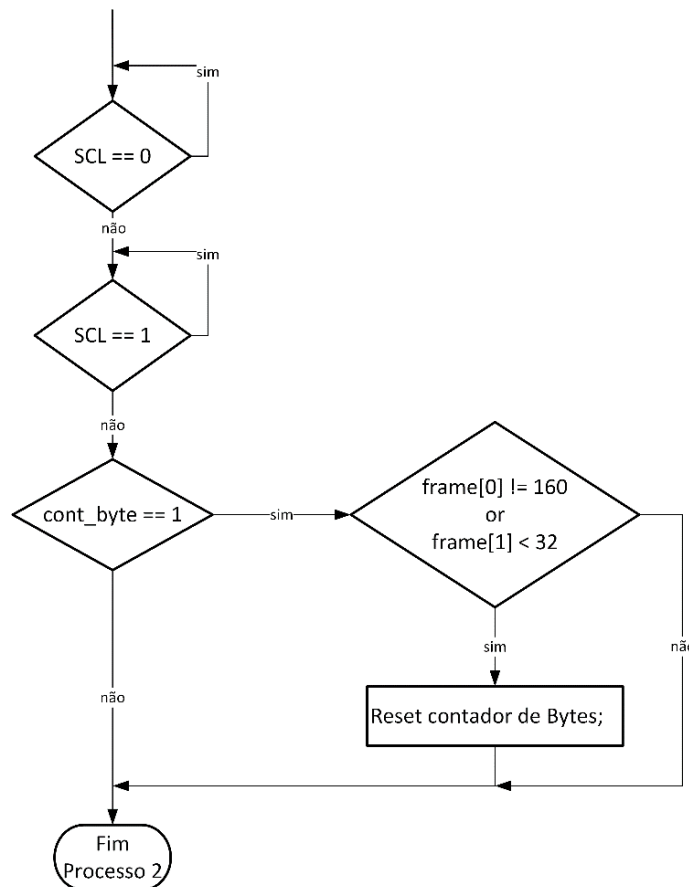 sim
SCL == 0
não
sim
SCL == 1
não
cont_byte == 1
sim
frame[0] != 160
or
frame[1] < 32
não
sim
não
Reset contador de Bytes;
Fim
Processo 2